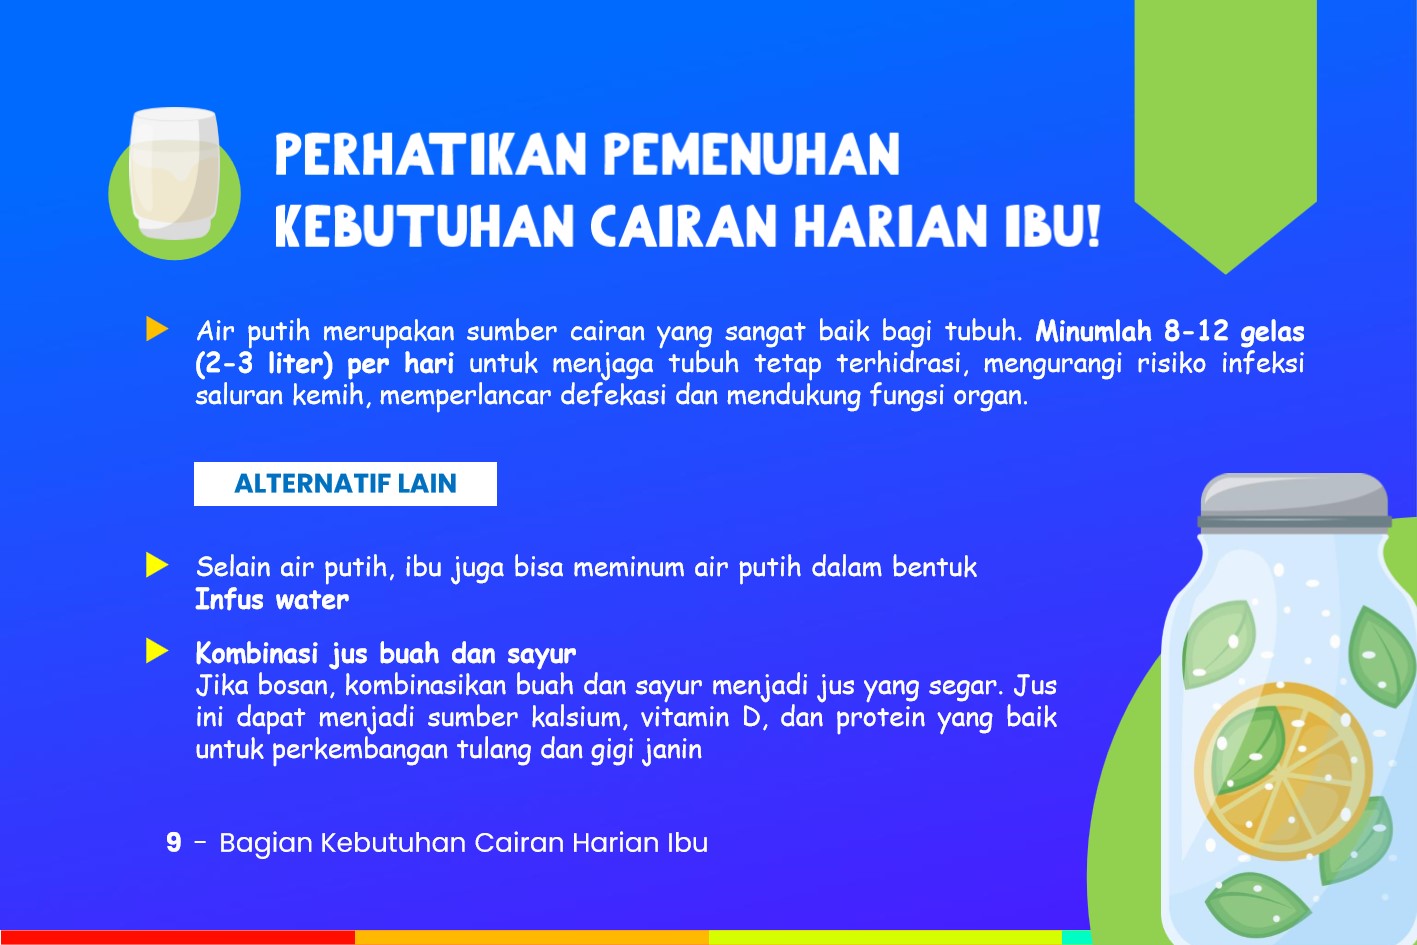 PERHATIKAN PEMENUHAN
KEBUTUHAN CAIRAN HARIAN IBU!
Air putih merupakan sumber cairan yang sangat baik bagi tubuh. Minumlah 8-12 gelas
(2-3 liter) per hari untuk menjaga tubuh tetap terhidrasi, mengurangi risiko infeksi
saluran kemih, memperlancar defekasi dan mendukung fungsi organ.
ALTERNATIF LAIN
Selain air putih, ibu juga bisa meminum air putih dalam bentuk
Infus water
Kombinasi jus buah dan sayur
Jika bosan, kombinasikan buah dan sayur menjadi jus yang segar. Jus
ini dapat menjadi sumber kalsium, vitamin D, dan protein yang baik
untuk perkembangan tulang dan gigi janin
9 - Bagian Kebutuhan Cairan Harian Ibu